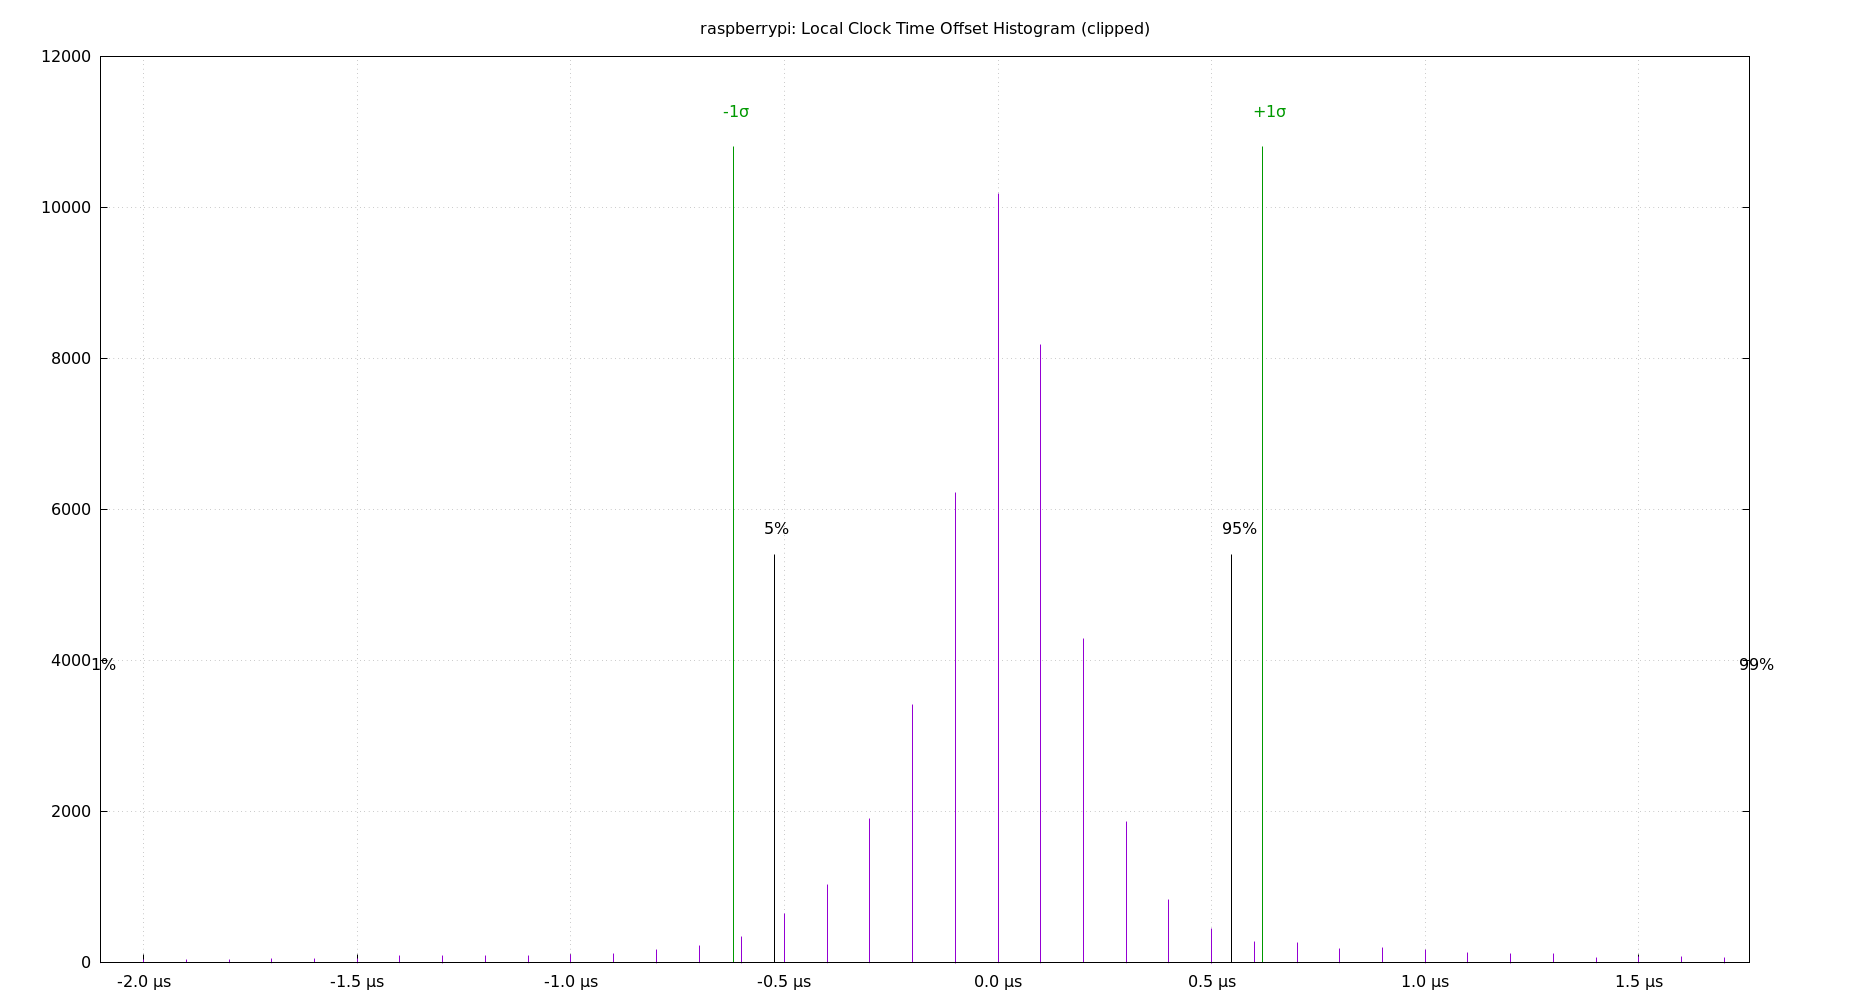 raspberrypi: Local Clock Time Offset Histogram (clipped)
12000
-1σ
+1σ
10000
8000
6000
5%
95%
4000
1%
99%
2000
0
-2.0 µs
-1.5 µs
-1.0 µs
-0.5 µs
0.0 µs
0.5 µs
1.0 µs
1.5 µs